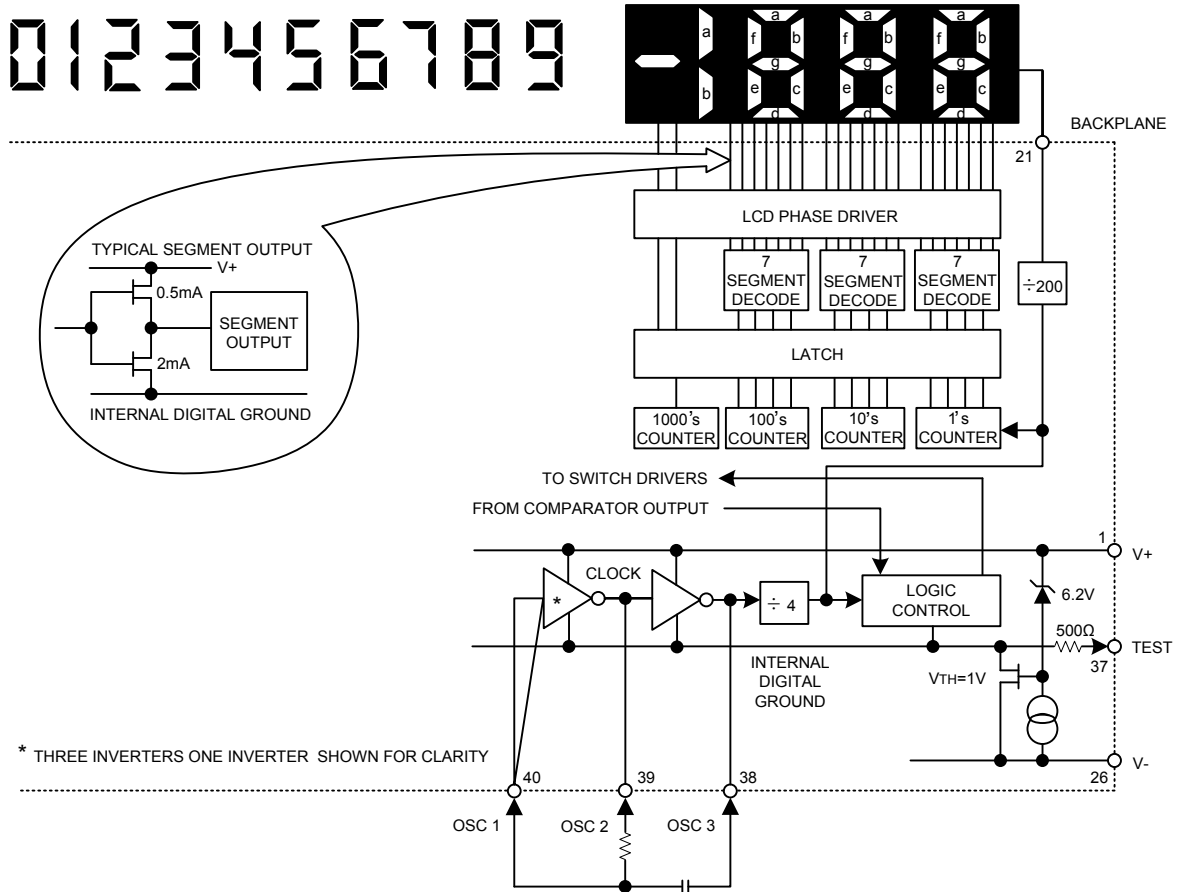 0123456789
a a a a
f b f b f b
g g g
b e c e c e c
d d d
BACKPLANE
21
LCD PHASE DRIVER
TYPICAL SEGMENT OUTPUT
V+
0.5mA
SEGMENT
OUTPUT
2mA
INTERNAL DIGITAL GROUND
7
SEGMENT
DECODE
7
SEGMENT
DECODE
7
SEGMENT
DECODE
÷200
LATCH
1000's
COUNTER
100's
COUNTER
10's
COUNTER
1's
COUNTER
TO SWITCH DRIVERS
FROM COMPARATOR OUTPUT
1
V+
CLOCK
*
÷ 4
LOGIC
CONTROL
6.2V
500Ω
TEST
37
INTERNAL
DIGITAL
GROUND
VTH=1V
* THREE INVERTERS ONE INVERTER SHOWN FOR CLARITY
V-
26
40 39 38
OSC 1 OSC 2 OSC 3